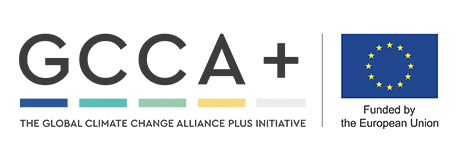 GCCA+
THE GLOBAL CLIMATE CHANGE ALLIANCE PLUS INITIATIVE
Funded by
the European Union